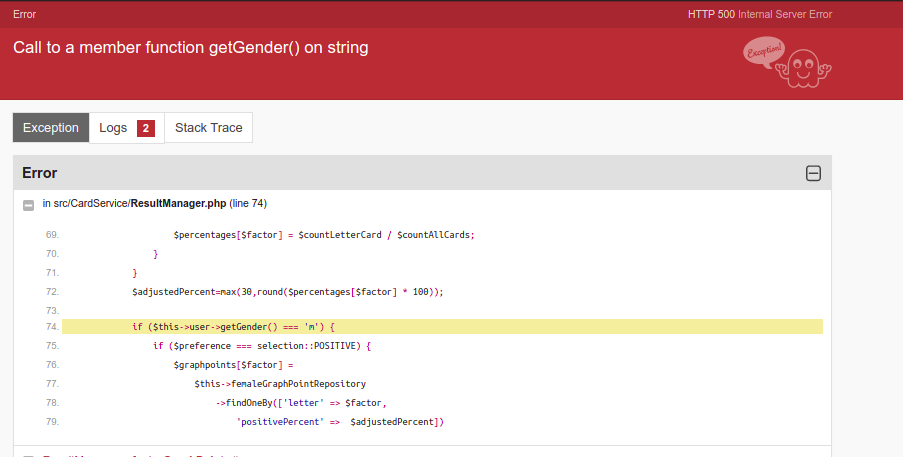 Error HTTP 500 Internal Server Error
Call to a member function getGender() on string
Exception!
Exception Logs 2 Stack Trace
Error
in src/CardService/ResultManager.php (line 74)
69. $percentages[$factor] = $countLetterCard / $countAllCards;
70. }
71. }
72. $adjustedPercent=max(30,round($percentages[$factor] * 100));
73.
74. if ($this->user->getGender() === 'm') {
75. if ($preference === selection::POSITIVE) {
76. $graphpoints[$factor] =
77. $this->femaleGraphPointRepository
78. ->findOneBy(['letter' => $factor,
79. 'positivePercent' => $adjustedPercent])